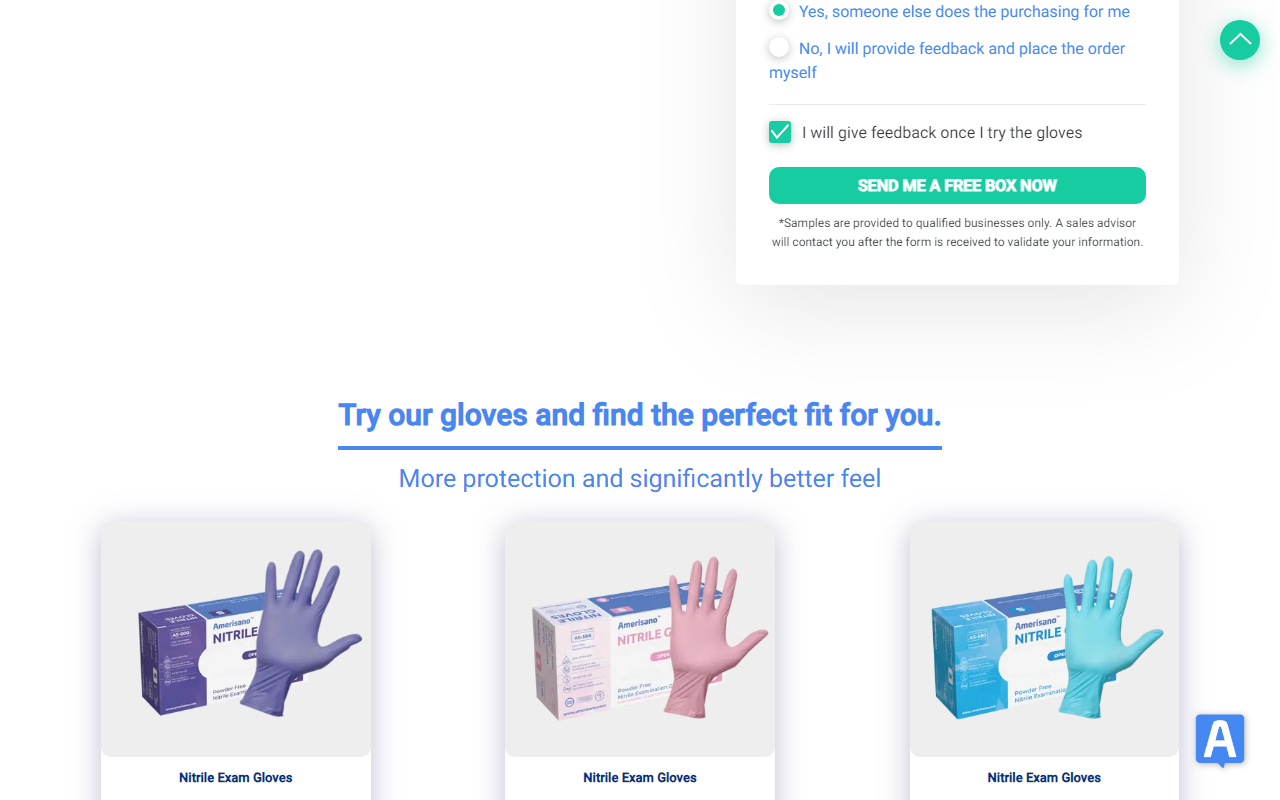 Yes, someone else does the purchasing for me
No, I will provide feedback and place the order
myself
I will give feedback once I try the gloves
SEND ME A FREE BOX NOW
*Samples are provided to qualified businesses only. A sales advisor
will contact you after the form is received to validate your information.
Try our gloves and find the perfect fit for you.
More protection and significantly better feel
Amerisano
NITRILE
Powder Free
Nitrile Exam
Amerisano
NITRILE G
Powder Free
Nitrile Examination
Amerisano
NITRILE
Powder Free
Nitrile Examination
Nitrile Exam Gloves
Nitrile Exam Gloves
Nitrile Exam Gloves
A